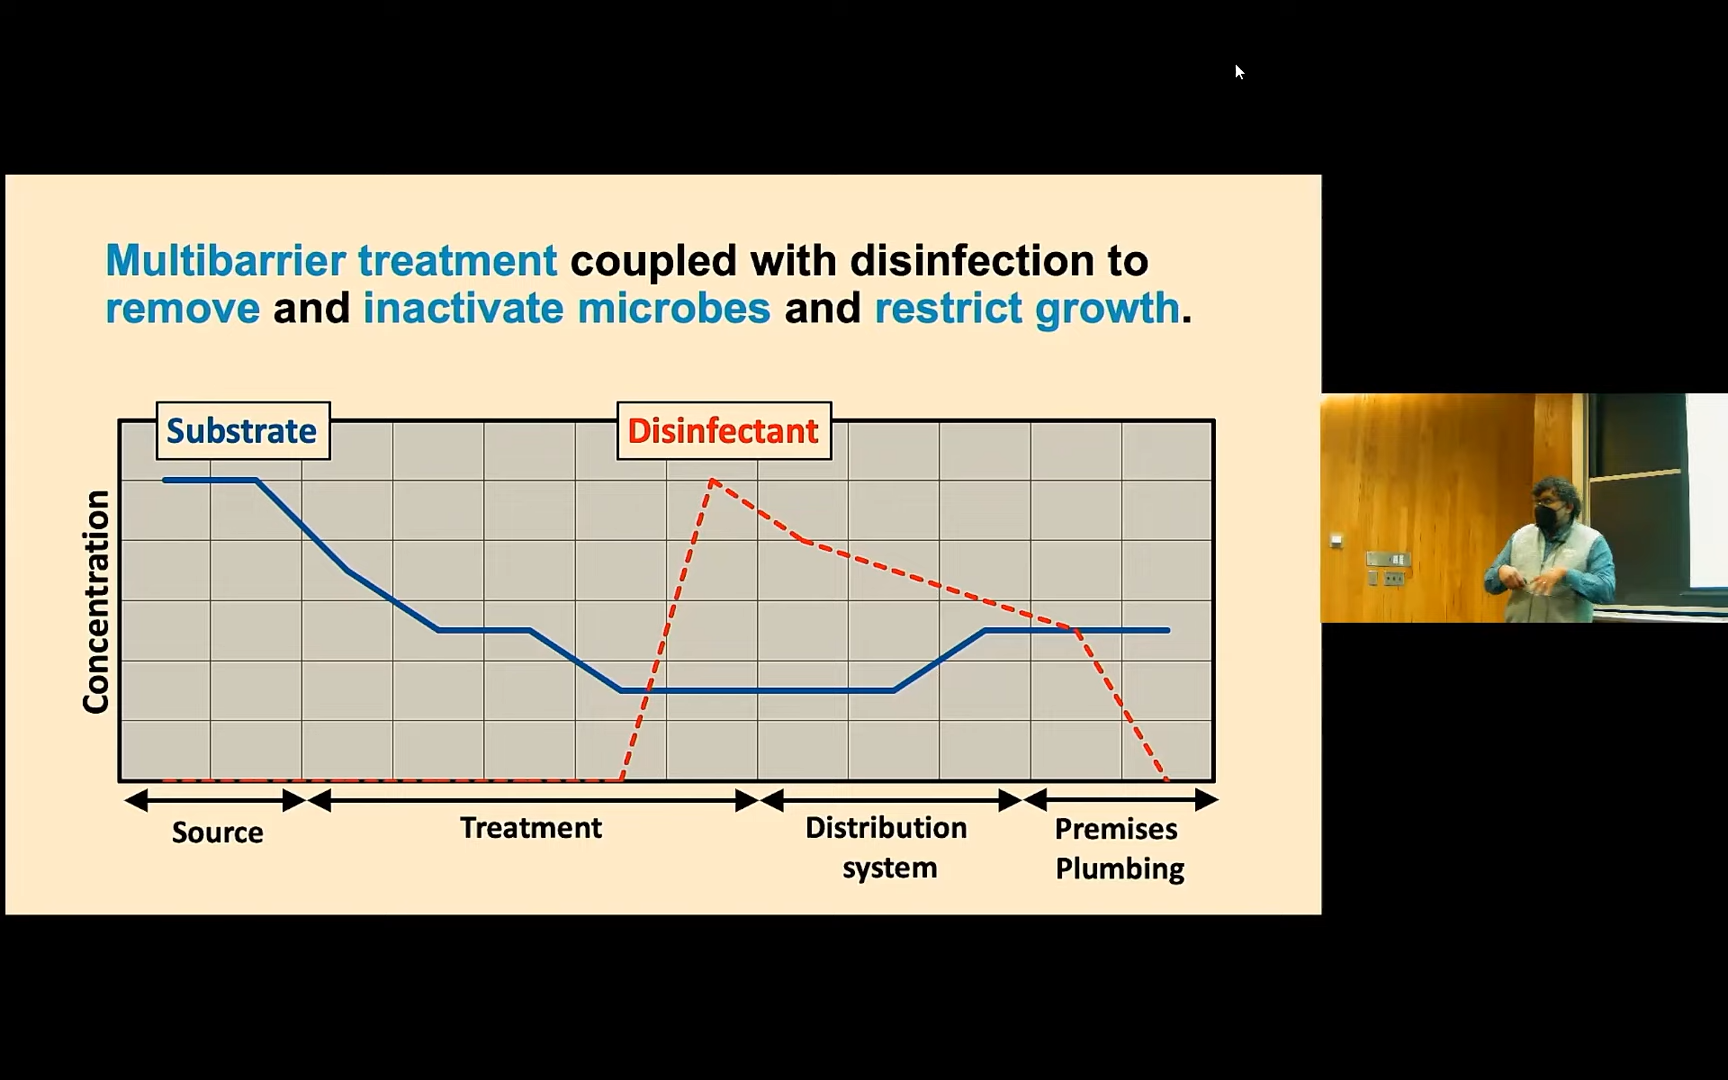 Multibarrier treatment coupled with disinfection to
remove and inactivate microbes and restrict growth.
Substrate
Disinfectant
Concentration
Source
Treatment
Distribution
system
Premises
Plumbing